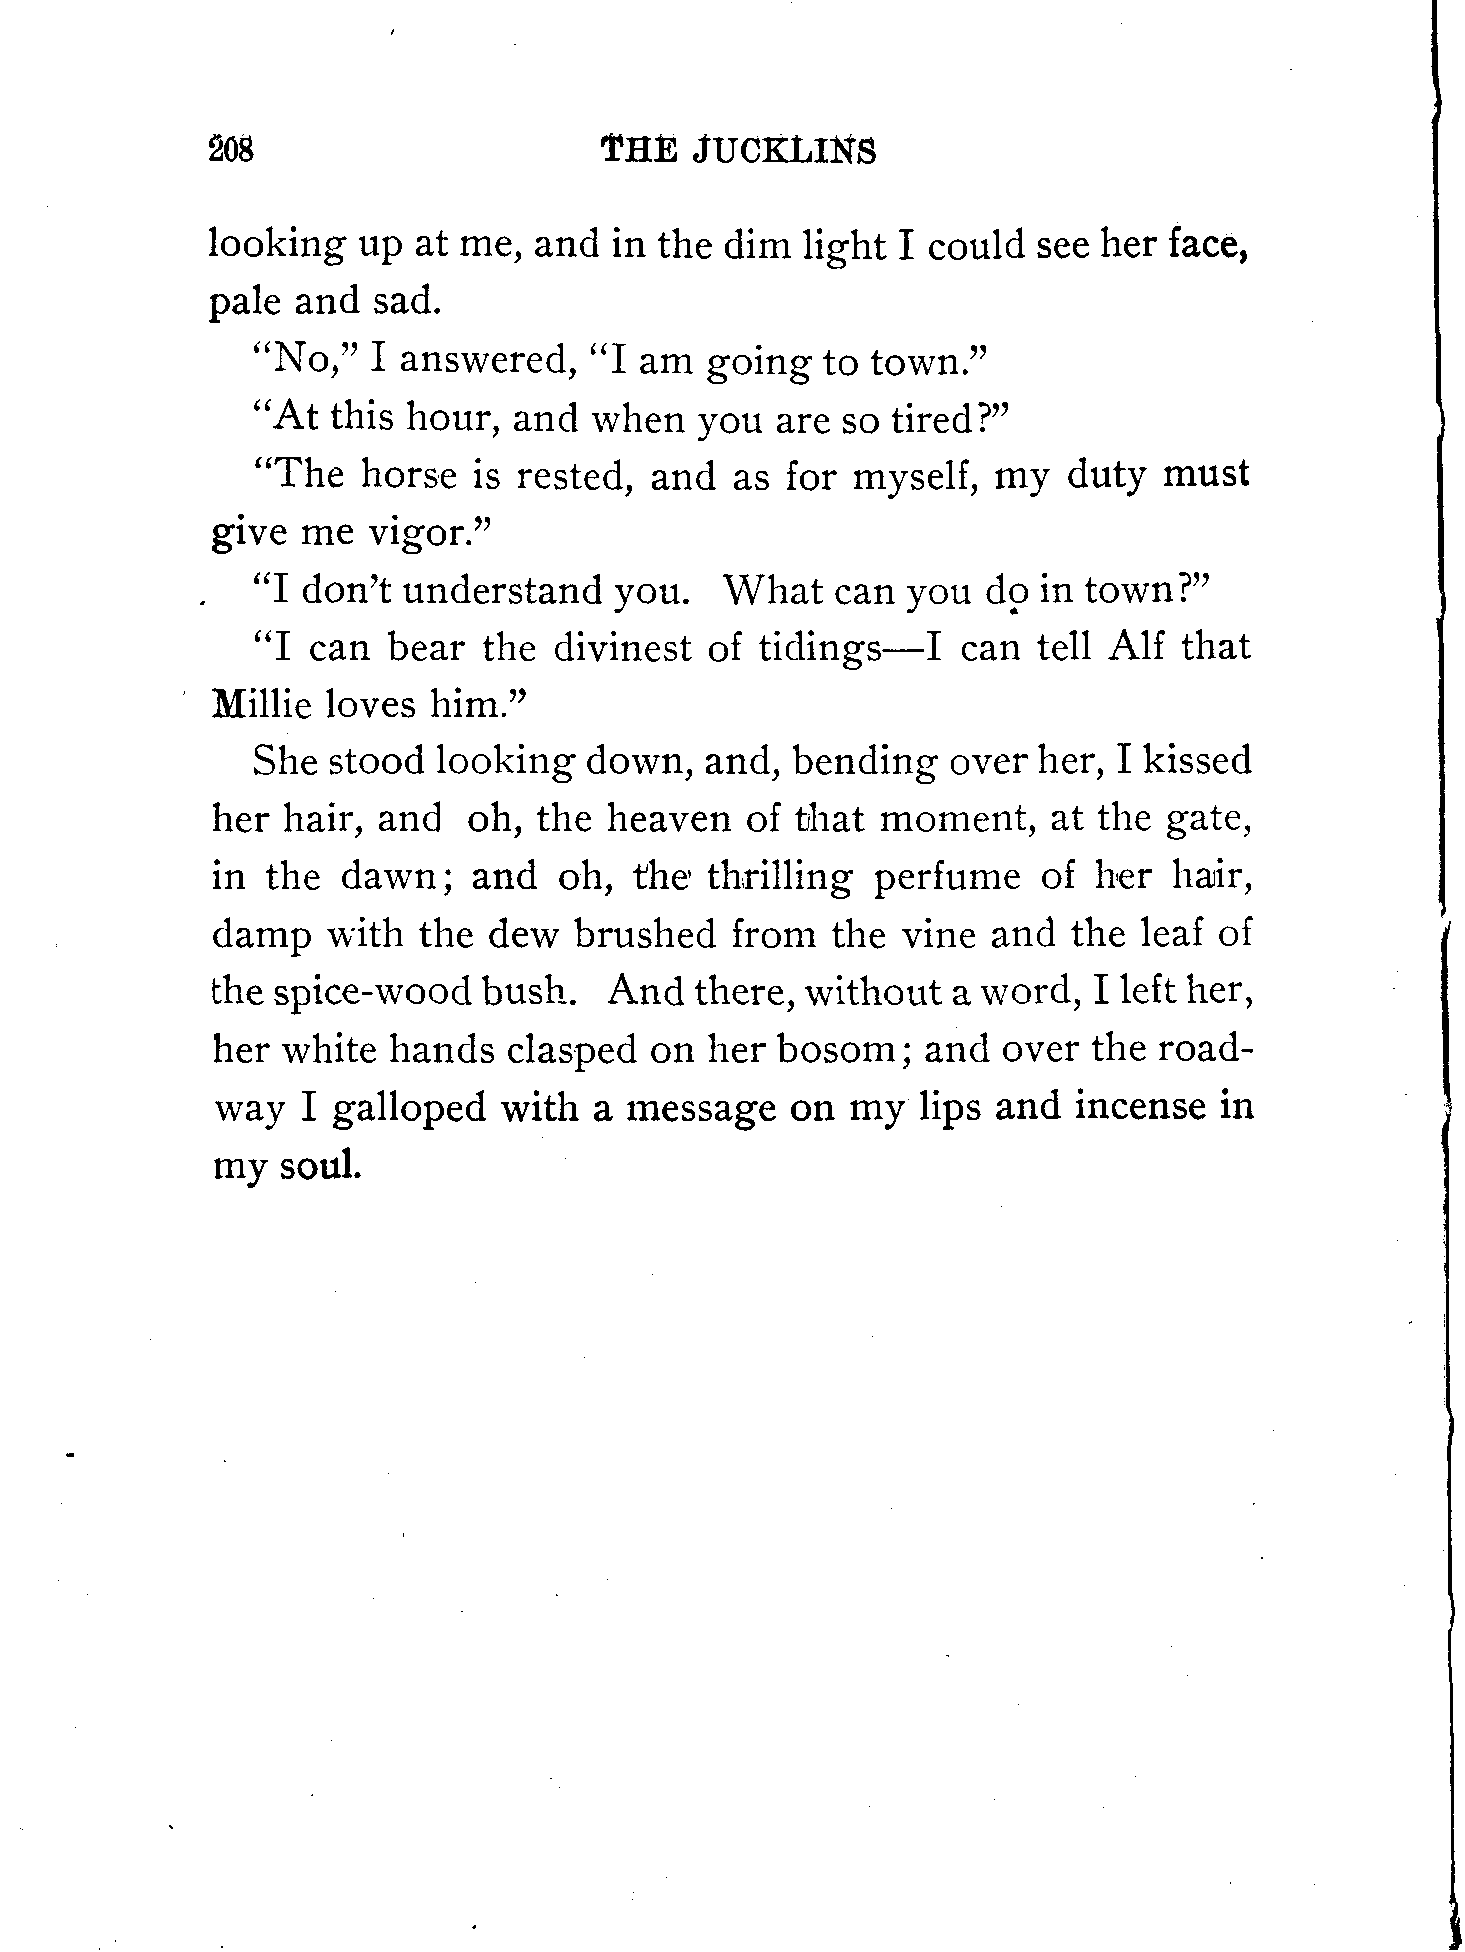 208 THE JUCKLINS
looking up at me, and in the dim light I could see her face,
pale and sad.
“No,” I answered, “I am going to town.”
“At this hour, and when you are so tired?”
“The horse is rested, and as for myself, my duty must
give me vigor.”
“I don’t understand you. What can you do in town?”
“I can bear the divinest of tidings—I can tell Alf that
Millie loves him.”
She stood looking down, and, bending over her, I kissed
her hair, and oh, the heaven of that moment, at the gate,
in the dawn; and oh, the thrilling perfume of her hair,
damp with the dew brushed from the vine and the leaf of
the spice-wood bush. And there, without a word, I left her,
her white hands clasped on her bosom; and over the road-
way I galloped with a message on my lips and incense in
my soul.